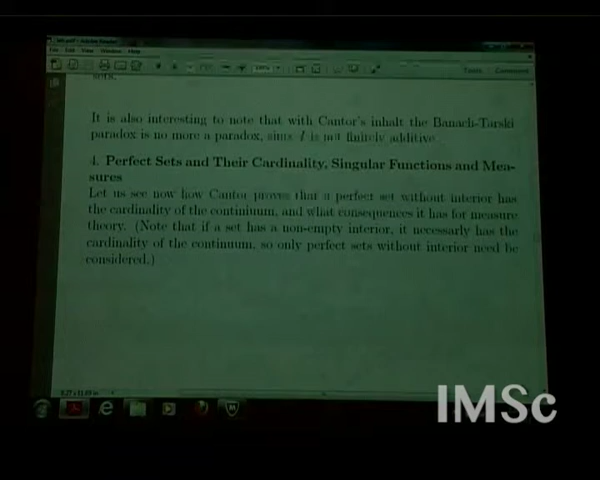 sets.
It is also interesting to note that with Cantor's inhalt the Banach-Tarski
paradox is no more a paradox, since I is not finitely additive.
4. Perfect Sets and Their Cardinality, Singular Functions and Mea-
sures
Let us see now how Cantor proves that a perfect set without interior has
the cardinality of the continuum, and what consequences it has for measure
theory. (Note that if a set has a non-empty interior, it necessarly has the
cardinality of the continuum, so only perfect sets without interior need be
considered.)
IMSc